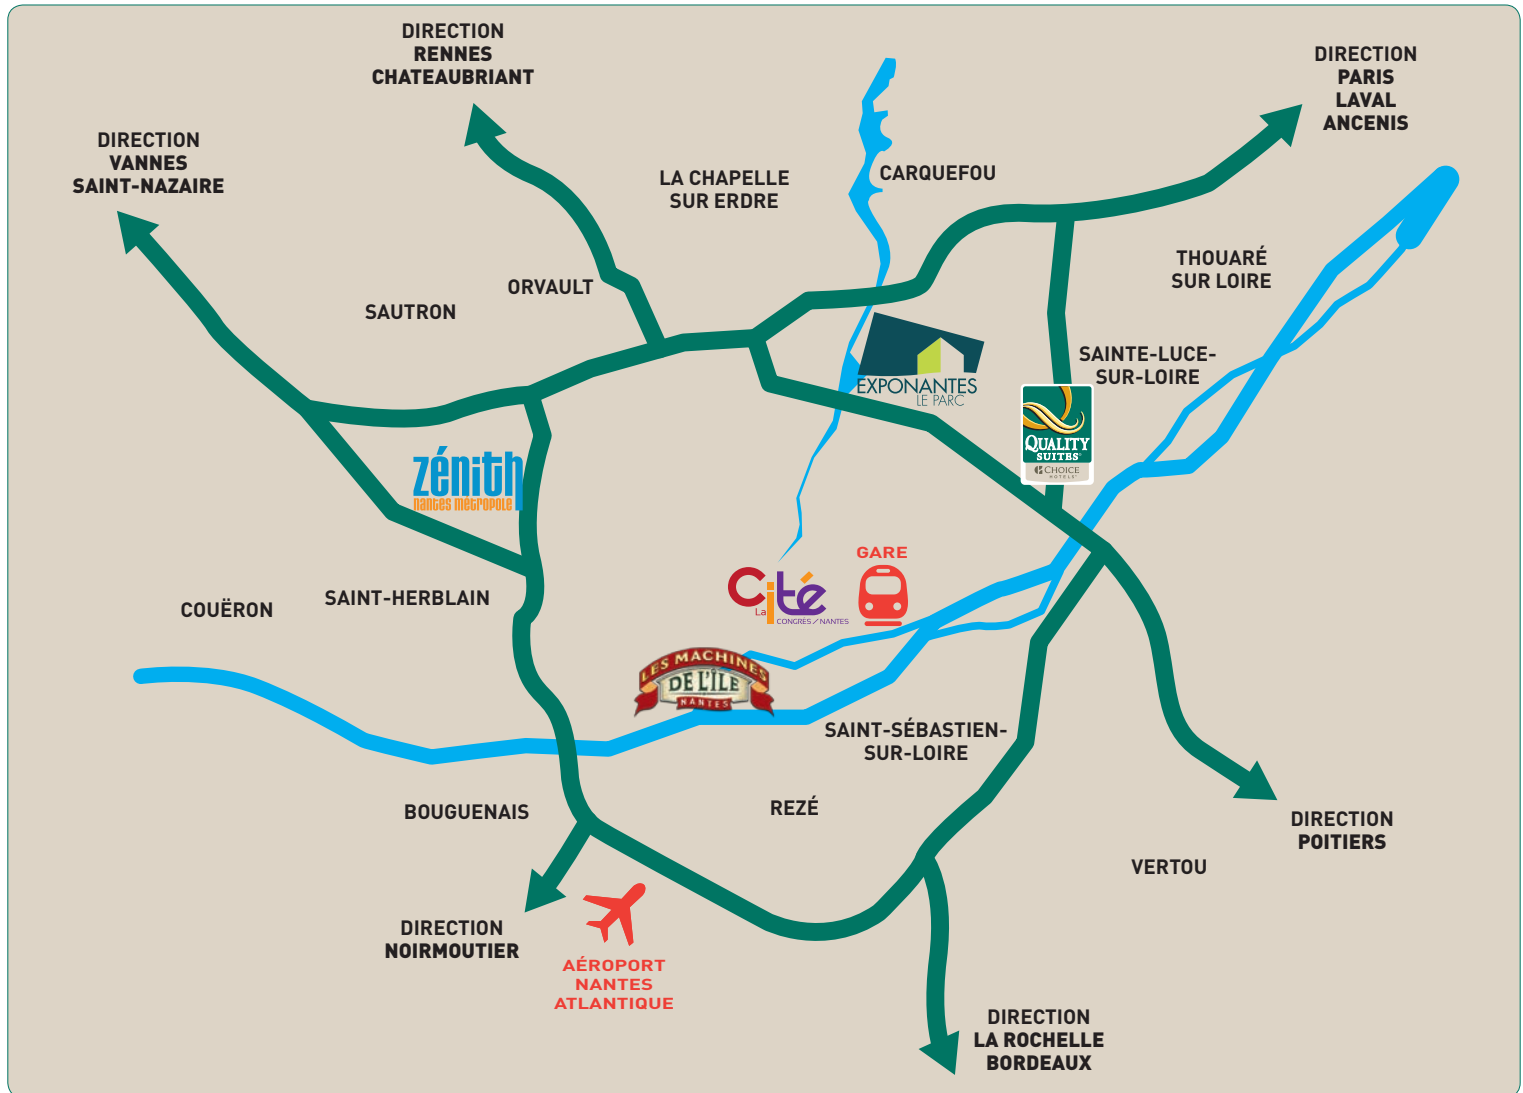 DIRECTION
RENNES
CHATEAUBRIANT
DIRECTION
PARIS
LAVAL
ANCENIS
DIRECTION
VANNES
SAINT-NAZAIRE
LA CHAPELLE
SUR ERDRE
CARQUEFOU
THOUARÉ
SUR LOIRE
ORVAULT
SAUTRON
SAINTE-LUCE-
SUR-LOIRE
EXPONANTES
LE PARC
QUALITY
SUITES
CHOICE
HOTELS
zénith
nantes métropole
GARE
Cité
La
CONGRÈS / NANTES
SAINT-HERBLAIN
COUËRON
LES MACHINES
DE L'ÎLE
NANTES
SAINT-SÉBASTIEN-
SUR-LOIRE
BOUGUENAIS
REZÉ
DIRECTION
POITIERS
VERTOU
DIRECTION
NOIRMOUTIER
AÉROPORT
NANTES
ATLANTIQUE
DIRECTION
LA ROCHELLE
BORDEAUX